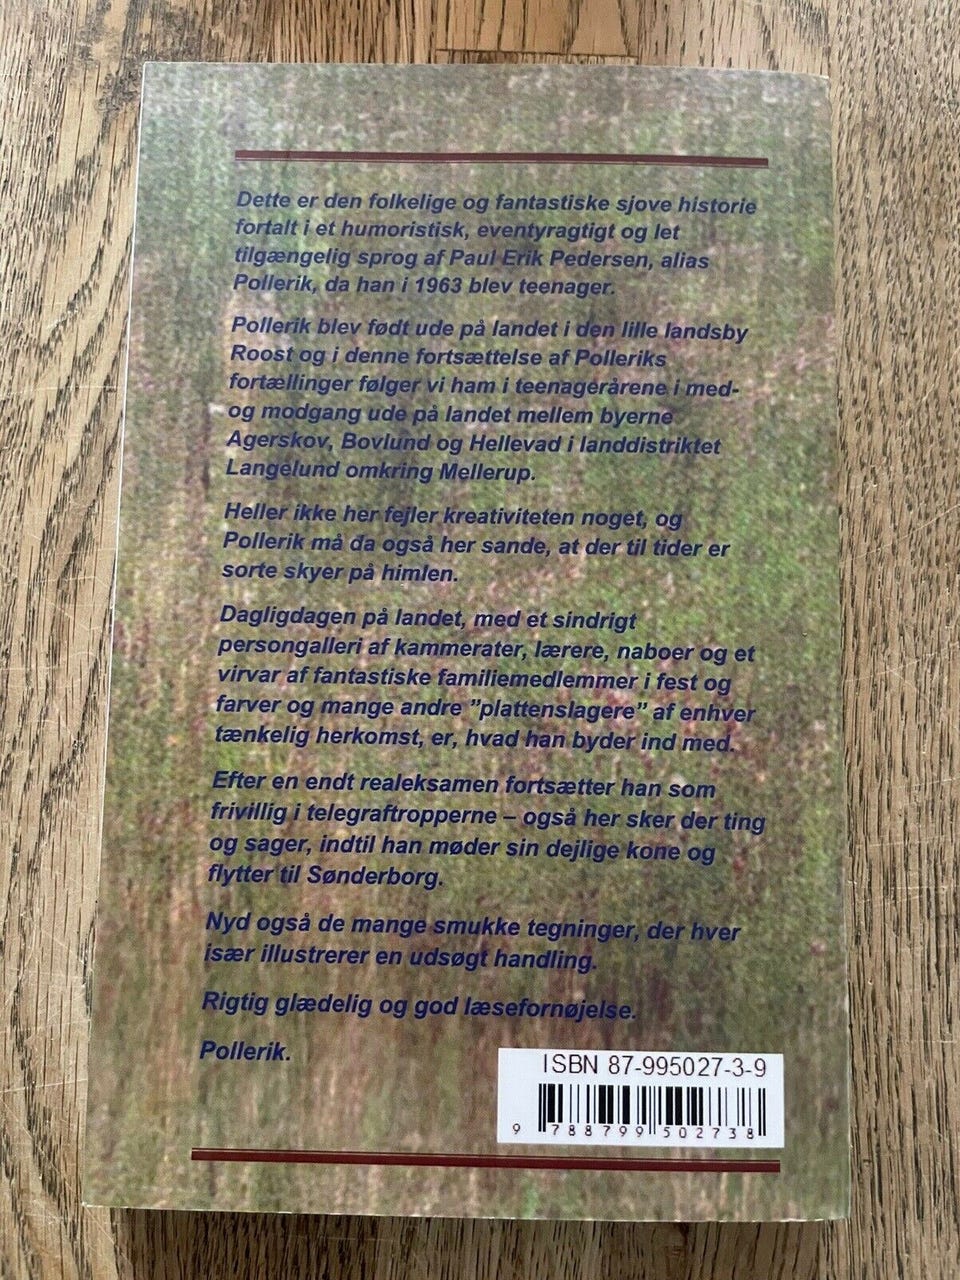 Dette er den folkelige og fantastiske sjove historie
fortalt i et humoristisk, eventyragtigt og let
tilgængelig sprog af Paul Erik Pedersen, alias
Pollerik, da han i 1963 blev teenager.
Pollerik blev født ude på landet i den lille landsby
Roost og i denne fortsættelse af Polleriks
fortællinger følger vi ham i teenagerårene i med-
og modgang ude på landet mellem byerne
Agerskov, Bovlund og Hellevad i landdistriktet
Langelund omkring Mellerup.
Heller ikke her fejler kreativiteten noget, og
Pollerik må da også her sande, at der til tider er
sorte skyer på himlen.
Dagligdagen på landet, med et sindrigt
persongalleri af kammerater, lærere, naboer og et
virvar af fantastiske familiemedlemmer i fest og
farver og mange andre ”plattenslagere” af enhver
tænkelig herkomst, er, hvad han byder ind med.
Efter en endt realeksamen fortsætter han som
frivillig i telegraftropperne – også her sker der ting
og sager, indtil han møder sin dejlige kone og
flytter til Sønderborg.
Nyd også de mange smukke tegninger, der hver
især illustrerer en udsøgt handling.
Rigtig glædelig og god læsefornøjelse.
Pollerik.
ISBN 87-995027-3-9
9 788799 502738